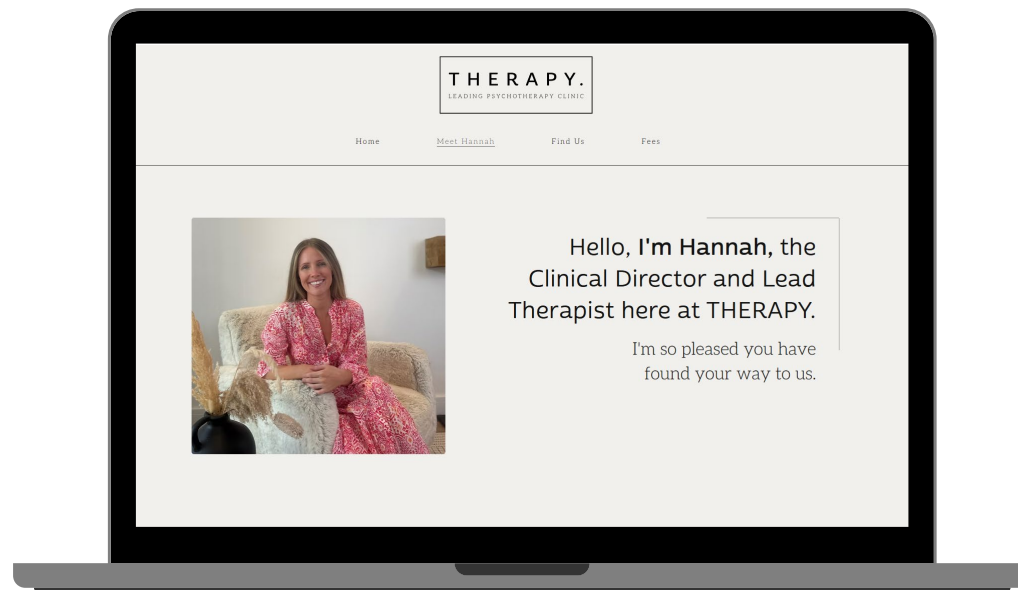 THERAPY.
LEADING PSYCHOTHERAPY CLINIC
Home Meet Hannah Find Us Fees
Hello, I'm Hannah, the
Clinical Director and Lead
Therapist here at THERAPY.
I'm so pleased you have
found your way to us.